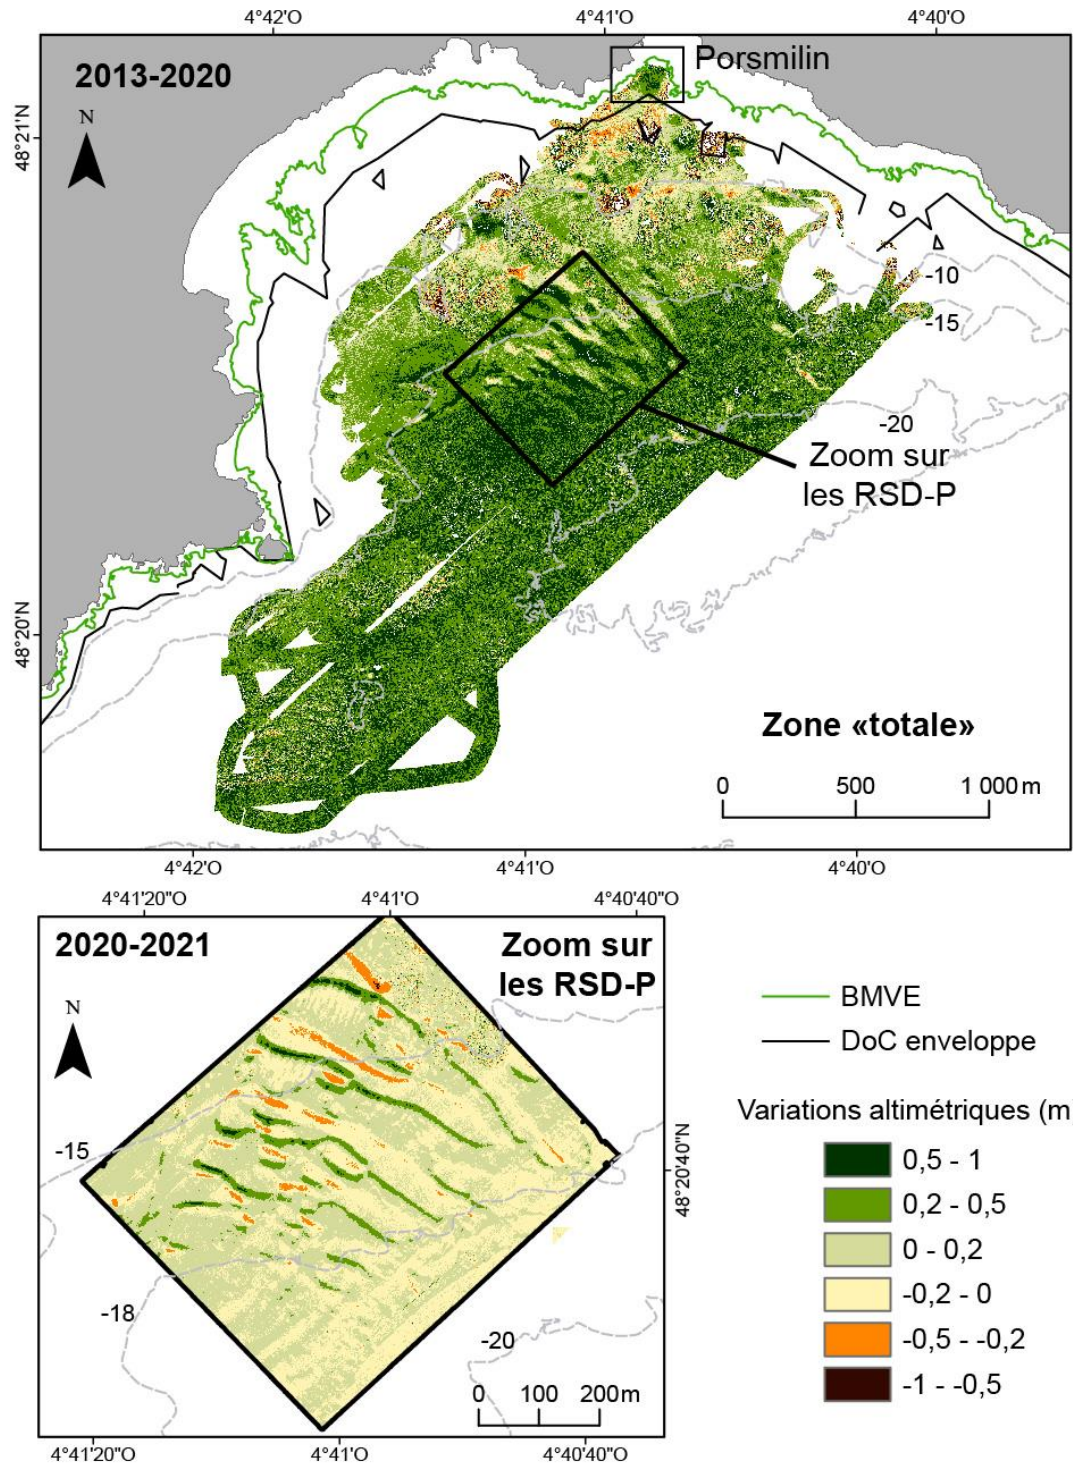 4°42'O 4°41'O 4°40'O
2013-2020
Porsmilin
N
48°21'N
-10
-15
-20
Zoom sur
les RSD-P
48°20'N
Zone «totale»
0 500 1 000 m
4°42'O 4°41'O 4°40'O
4°41'20"O 4°41'O 4°40'40"O
2020-2021
Zoom sur
les RSD-P
N
-15
48°20'40"N
-18
-20
0 100 200m
4°41'20"O 4°41'O 4°40'40"O
BMVE
DoC enveloppe
Variations altimétriques (m
0,5 - 1
0,2 - 0,5
0 - 0,2
-0,2 - 0
-0,5 - -0,2
-1 - -0,5